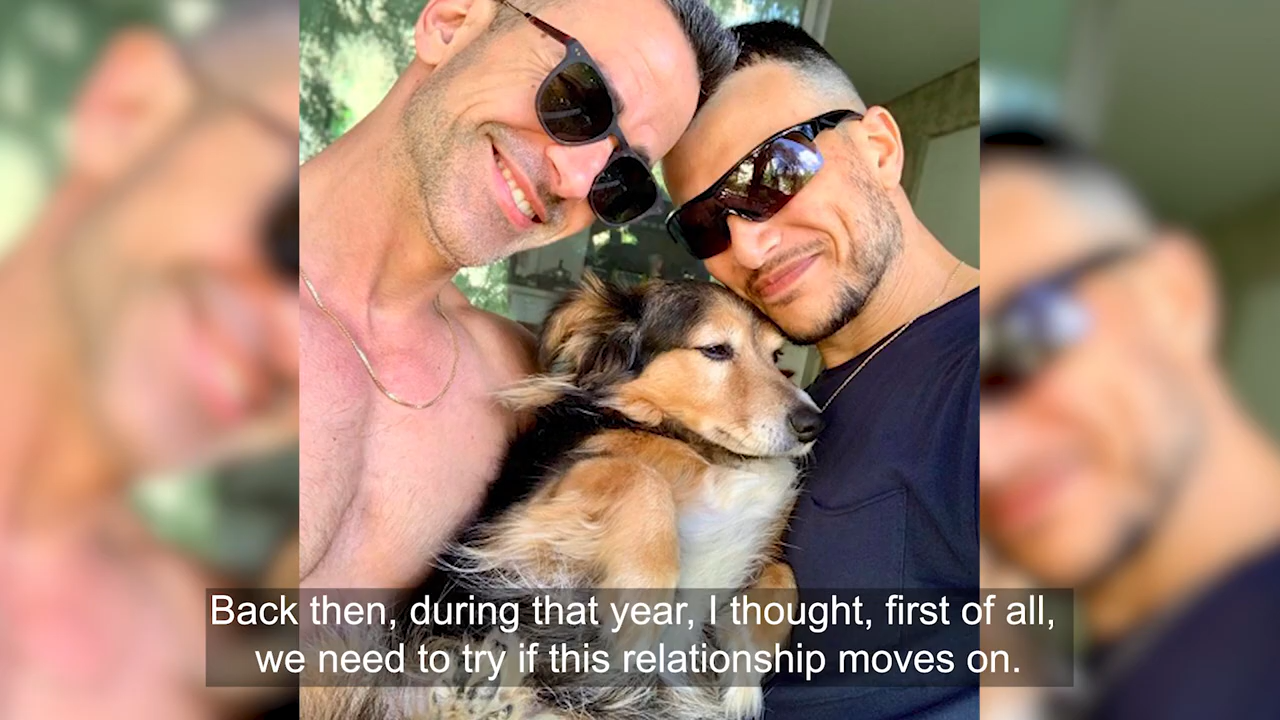 Back then, during that year, I thought, first of all,
we need to try if this relationship moves on.